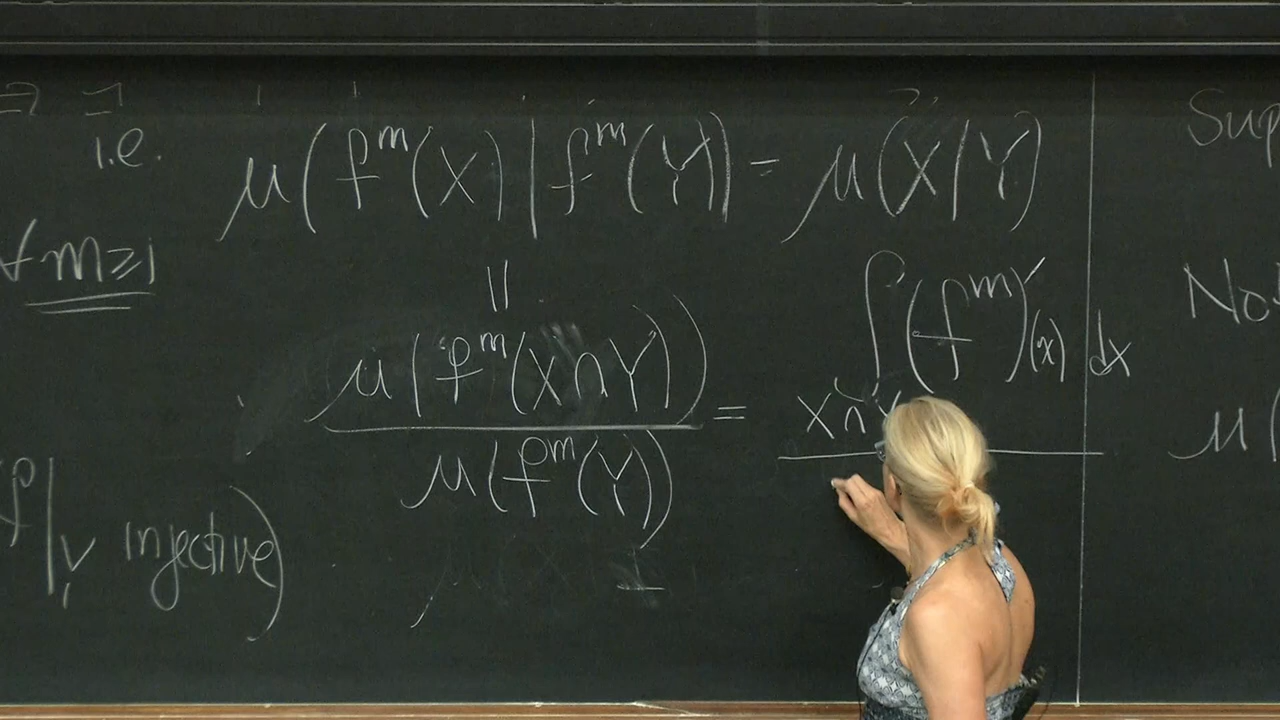 i.e. μ(f^m(X) | f^m(Y)) = μ(X | Y)
∀ m ≥ 1
=
μ(f^m(X∩Y)) / μ(f^m(Y)) = ∫_{X∩Y} (f^m)'(x) dx
f|_Y injective)
Sup
No
μ(